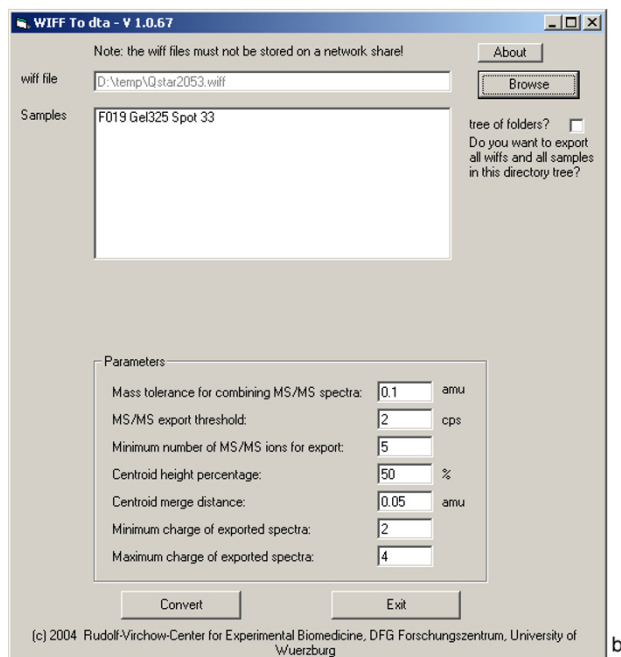 WIFF To dta - V 1.0.67
Note: the wiff files must not be stored on a network share!
About
wiff file
D:\temp\Qstar2053.wiff
Browse
Samples
F019 Gel325 Spot 33
tree of folders?
Do you want to export
all wiffs and all samples
in this directory tree?
Parameters
Mass tolerance for combining MS/MS spectra: 0.1 amu
MS/MS export threshold: 2 cps
Minimum number of MS/MS ions for export: 5
Centroid height percentage: 50 %
Centroid merge distance: 0.05 amu
Minimum charge of exported spectra: 2
Maximum charge of exported spectra: 4
Convert
Exit
(c) 2004 Rudolf-Virchow-Center for Experimental Biomedicine, DFG Forschungszentrum, University of
Wuerzburg
b